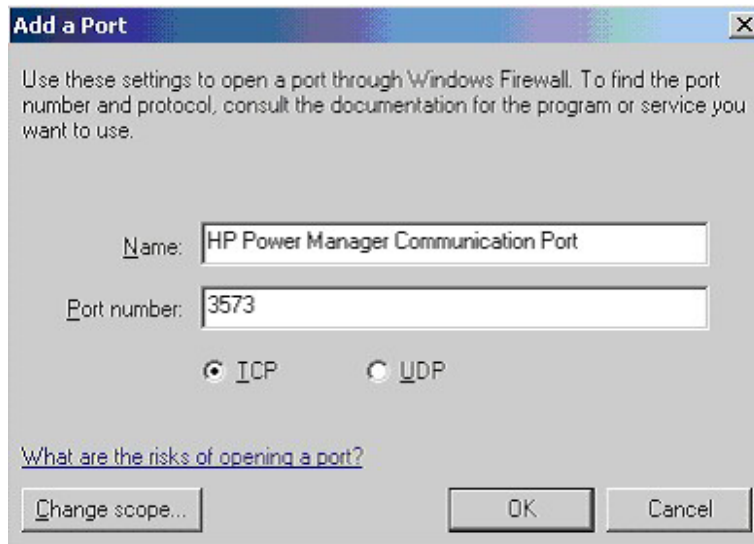 Add a Port
Use these settings to open a port through Windows Firewall. To find the port
number and protocol, consult the documentation for the program or service you
want to use.
Name: HP Power Manager Communication Port
Port number: 3573
TCP UDP
What are the risks of opening a port?
Change scope... OK Cancel